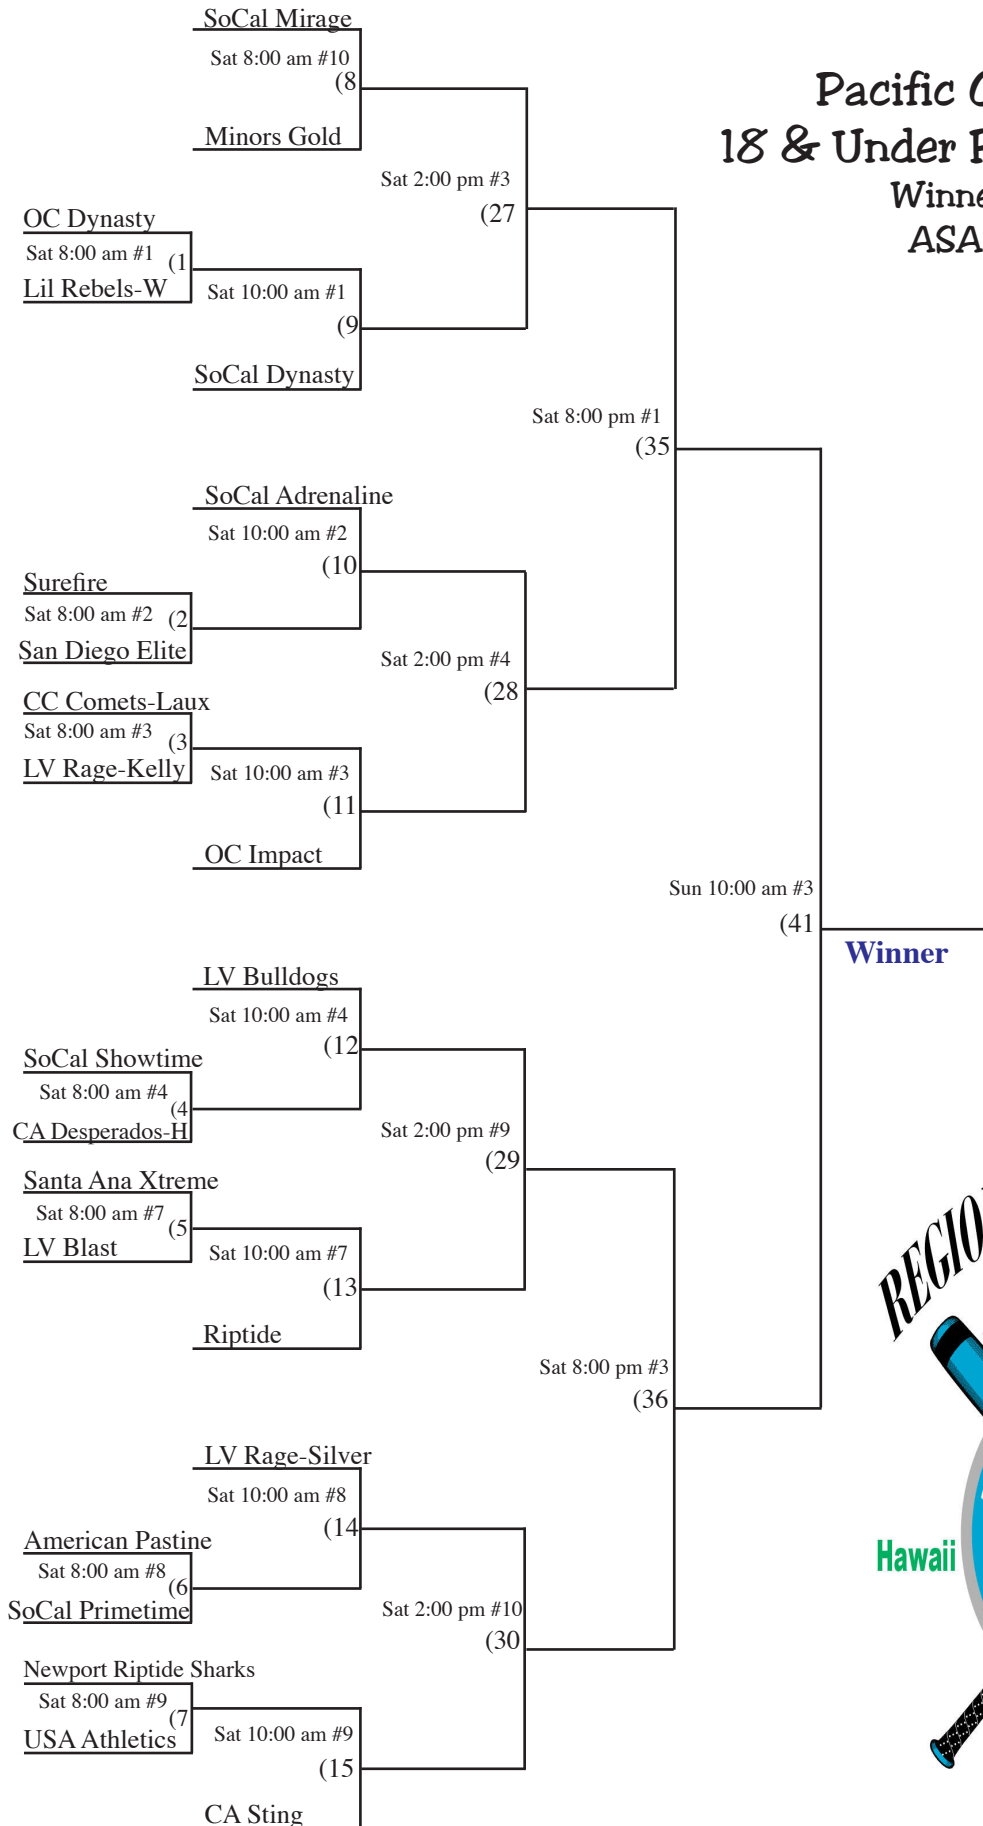 SoCal Mirage
Sat 8:00 am #10
(8
Minors Gold
Pacific
18 & Under
Winne
ASA
Sat 2:00 pm #3
(27
OC Dynasty
Sat 8:00 am #1
(1
Lil Rebels-W
Sat 10:00 am #1
(9
SoCal Dynasty
Sat 8:00 pm #1
(35
SoCal Adrenaline
Sat 10:00 am #2
(10
Surefire
Sat 8:00 am #2
(2
San Diego Elite
Sat 2:00 pm #4
(28
CC Comets-Laux
Sat 8:00 am #3
(3
LV Rage-Kelly
Sat 10:00 am #3
(11
OC Impact
Sun 10:00 am #3
(41
Winner
LV Bulldogs
Sat 10:00 am #4
(12
SoCal Showtime
Sat 8:00 am #4
(4
CA Desperados-H
Sat 2:00 pm #9
(29
Santa Ana Xtreme
Sat 8:00 am #7
(5
LV Blast
Sat 10:00 am #7
(13
Riptide
REGIO
Sat 8:00 pm #3
(36
LV Rage-Silver
Sat 10:00 am #8
(14
American Pastine
Sat 8:00 am #8
(6
SoCal Primetime
Hawaii
Sat 2:00 pm #10
(30
Newport Riptide Sharks
Sat 8:00 am #9
(7
USA Athletics
Sat 10:00 am #9
(15
CA Sting